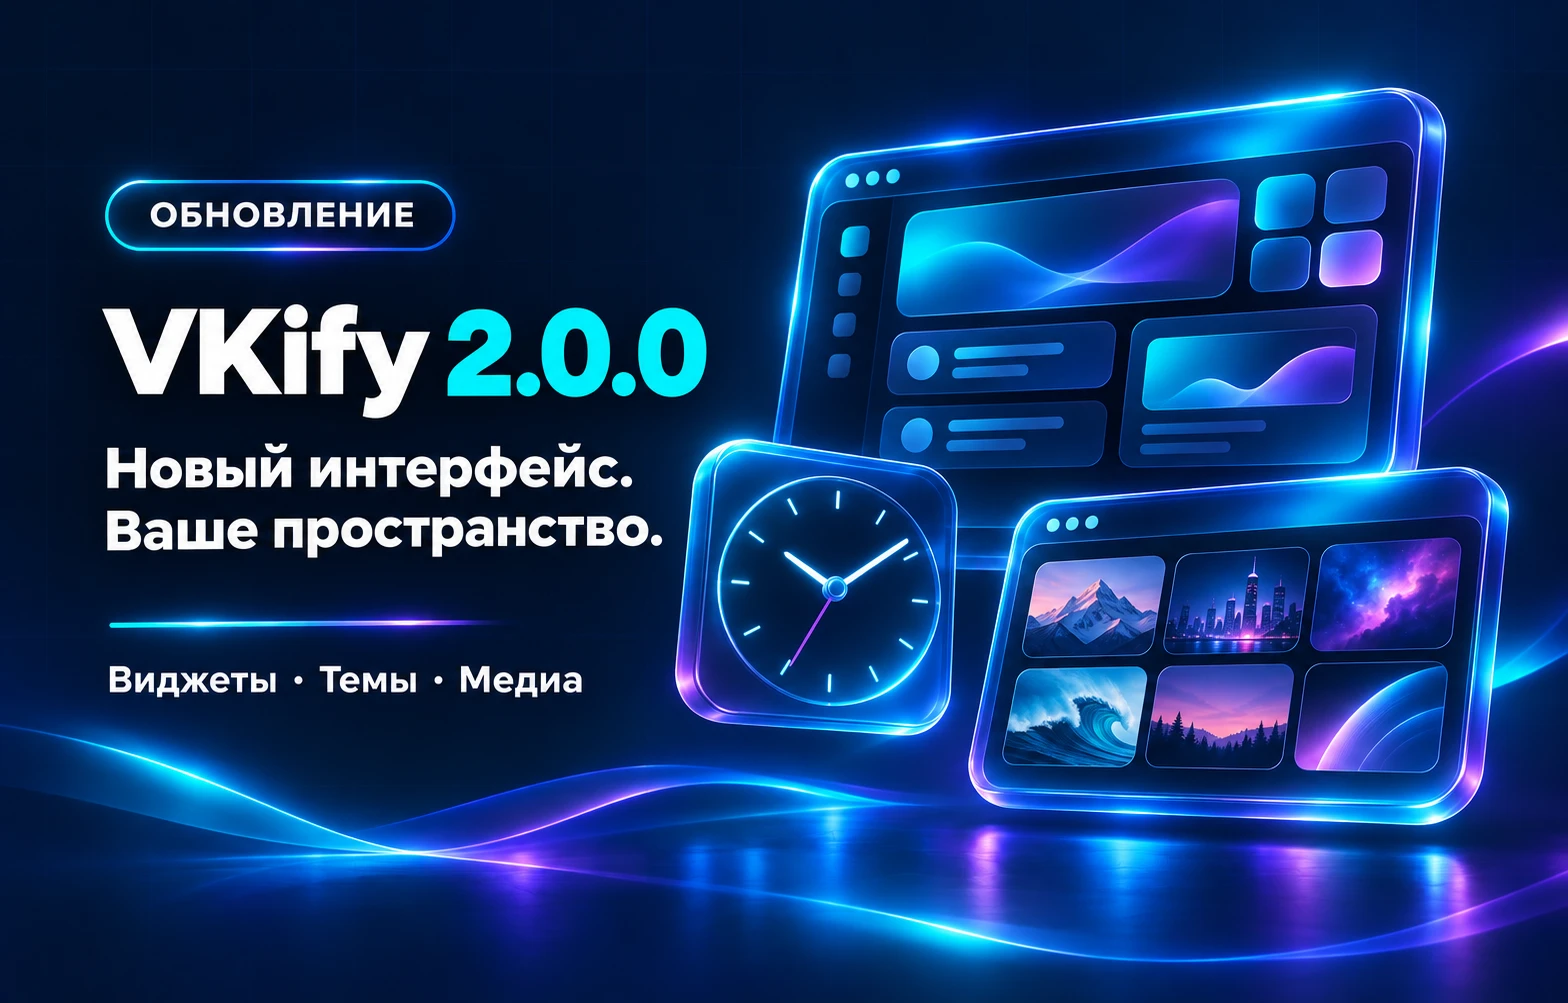 ОБНОВЛЕНИЕ
VKify 2.0.0
Новый интерфейс.
Ваше пространство.
Виджеты · Темы · Медиа